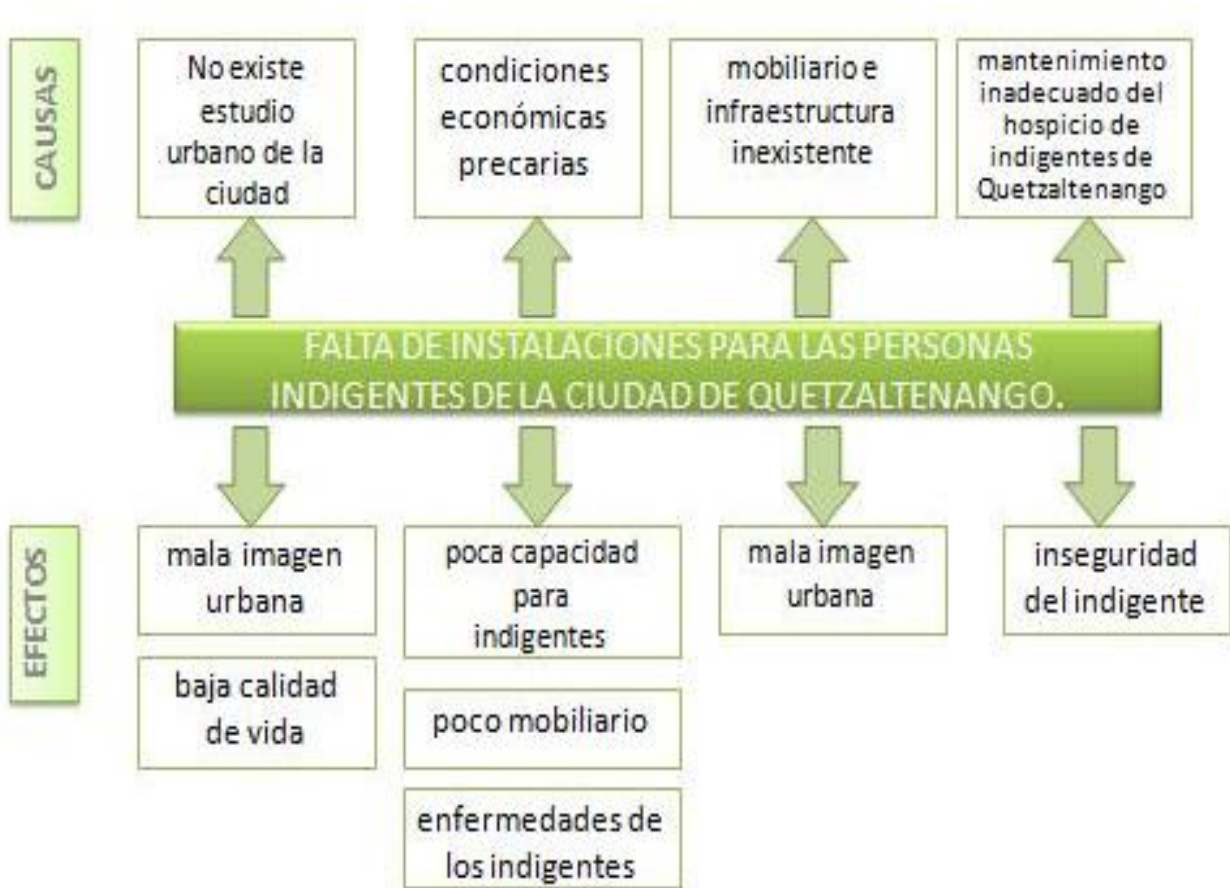 CAUSAS
No existe
estudio
urbano de la
ciudad
condiciones
económicas
precarias
mobiliario e
infraestructura
inexistente
mantenimiento
inadecuado del
hospicio de
indigentes de
Quetzaltenango
FALTA DE INSTALACIONES PARA LAS PERSONAS
INDIGENTES DE LA CIUDAD DE QUETZALTENANGO.
EFECTOS
mala imagen
urbana
baja calidad
de vida
poca capacidad
para
indigentes
poco mobiliario
enfermedades de
los indigentes
mala imagen
urbana
inseguridad
del indigente